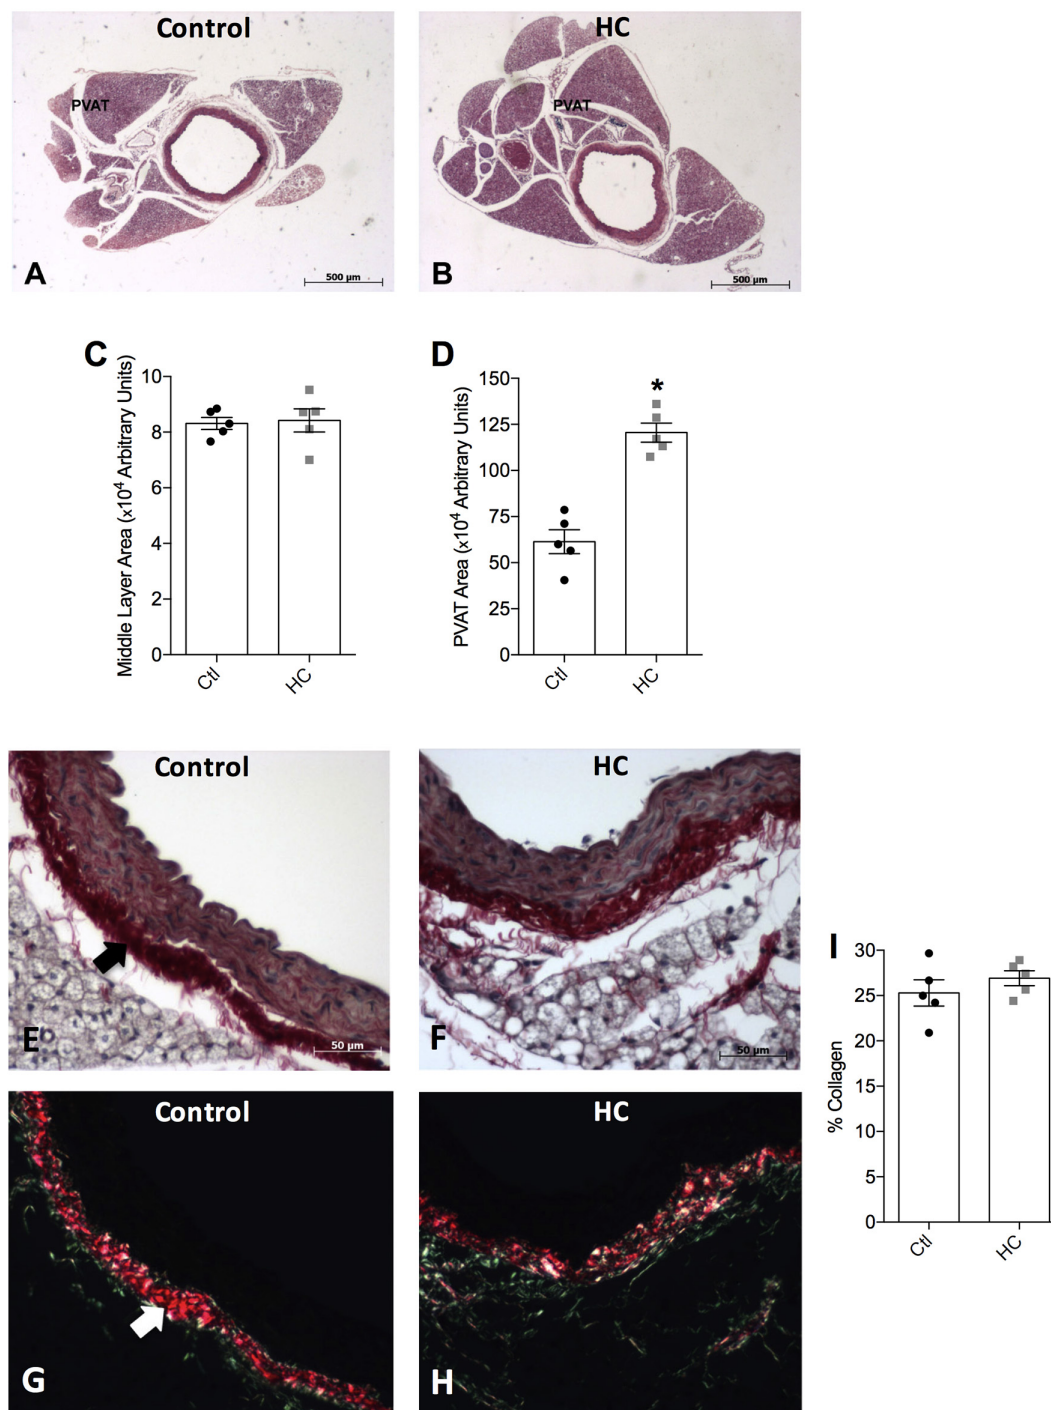 Control
HC
PVAT
PVAT
A
500 µm
B
500 µm
C
Middle Layer Area (x10⁴ Arbitrary Units)
10
8
6
4
2
0
Ctl
HC
D
PVAT Area (x10⁴ Arbitrary Units)
150
125
100
75
50
25
0
*
Ctl
HC
Control
HC
E
50 µm
F
50 µm
Control
HC
G
H
I
% Collagen
30
25
20
15
10
5
0
Ctl
HC